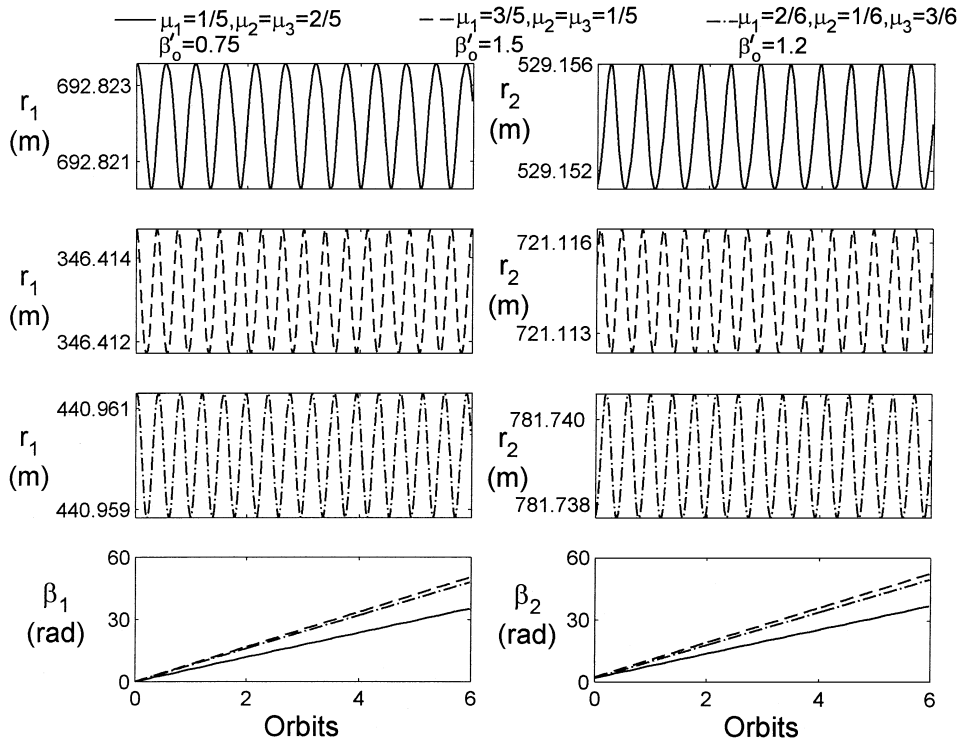 μ₁=1/5,μ₂=μ₃=2/5 μ₁=3/5,μ₂=μ₃=1/5 μ₁=2/6,μ₂=1/6,μ₃=3/6
β′ₒ=0.75 β′ₒ=1.5 β′ₒ=1.2
r₁
(m)
692.823
692.821
r₂
(m)
529.156
529.152
r₁
(m)
346.414
346.412
r₂
(m)
721.116
721.113
r₁
(m)
440.961
440.959
r₂
(m)
781.740
781.738
β₁
(rad)
60
30
0
0 2 4 6
Orbits
β₂
(rad)
60
30
0
0 2 4 6
Orbits